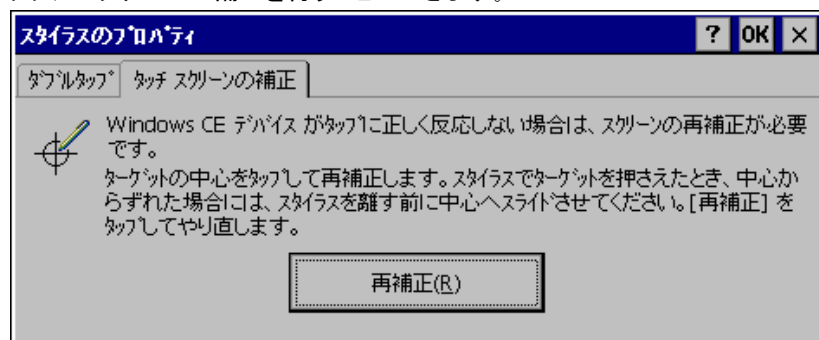 ｽﾀｲﾗｽのﾌﾟﾛﾊﾟﾃｨ
? OK ×
ﾀﾞﾌﾞﾙﾀｯﾌﾟ ﾀｯﾁ ｽｸﾘｰﾝの補正
Windows CE ﾃﾞﾊﾞｲｽ がﾀｯﾌﾟに正しく反応しない場合は、ｽｸﾘｰﾝの再補正が必要
です。
ﾀｰｹﾞｯﾄの中心をﾀｯﾌﾟして再補正します。ｽﾀｲﾗｽでﾀｰｹﾞｯﾄを押さえたとき、中心か
らずれた場合には、ｽﾀｲﾗｽを離す前に中心へｽﾗｲﾄﾞさせてください。[再補正] を
ﾀｯﾌﾟしてやり直します。
再補正(R)